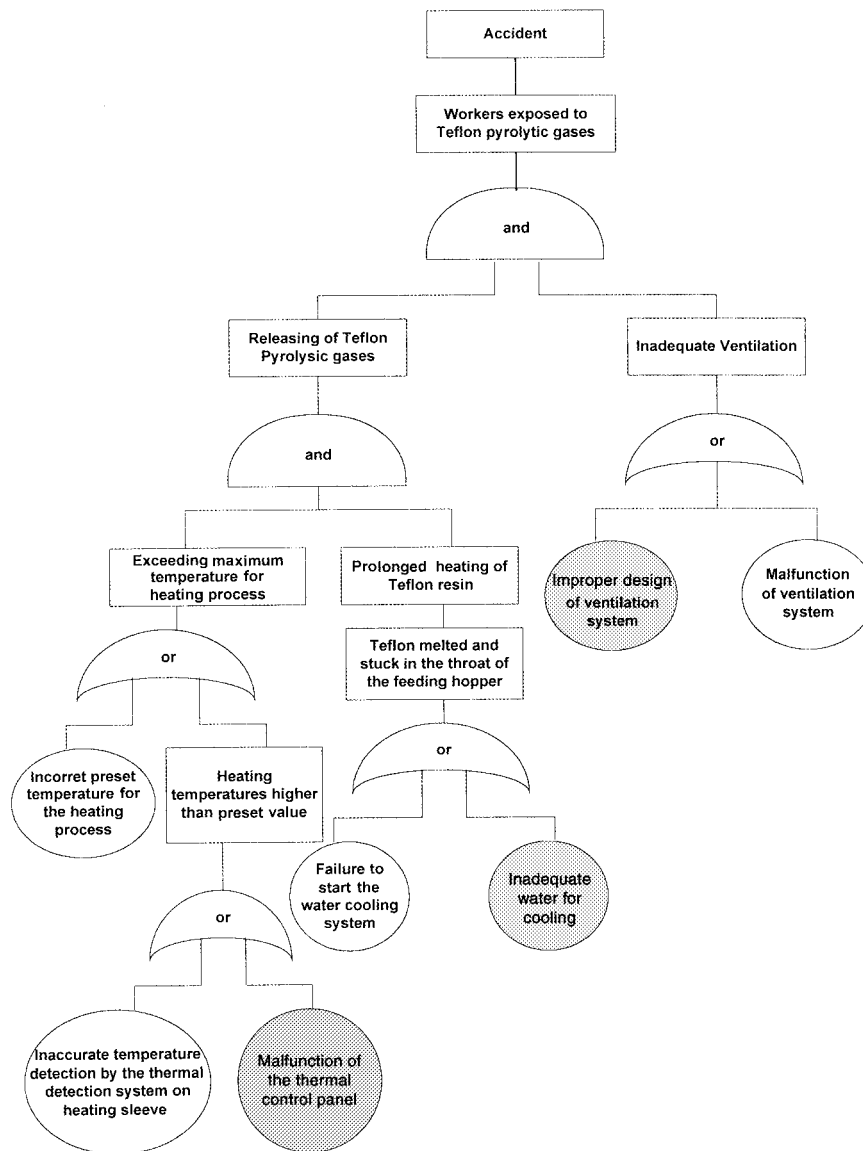 Accident
Workers exposed to
Teflon pyrolytic gases
and
Releasing of Teflon
Pyrolysic gases
Inadequate Ventilation
and
or
Exceeding maximum
temperature for
heating process
Prolonged heating of
Teflon resin
Improper design
of ventilation
system
Malfunction
of ventilation
system
or
Teflon melted and
stuck in the throat of
the feeding hopper
Incorret preset
temperature for
the heating
process
Heating
temperatures higher
than preset value
or
Failure to
start the
water cooling
system
Inadequate
water for
cooling
or
Inaccurate temperature
detection by the thermal
detection system on
heating sleeve
Malfunction of
the thermal
control panel